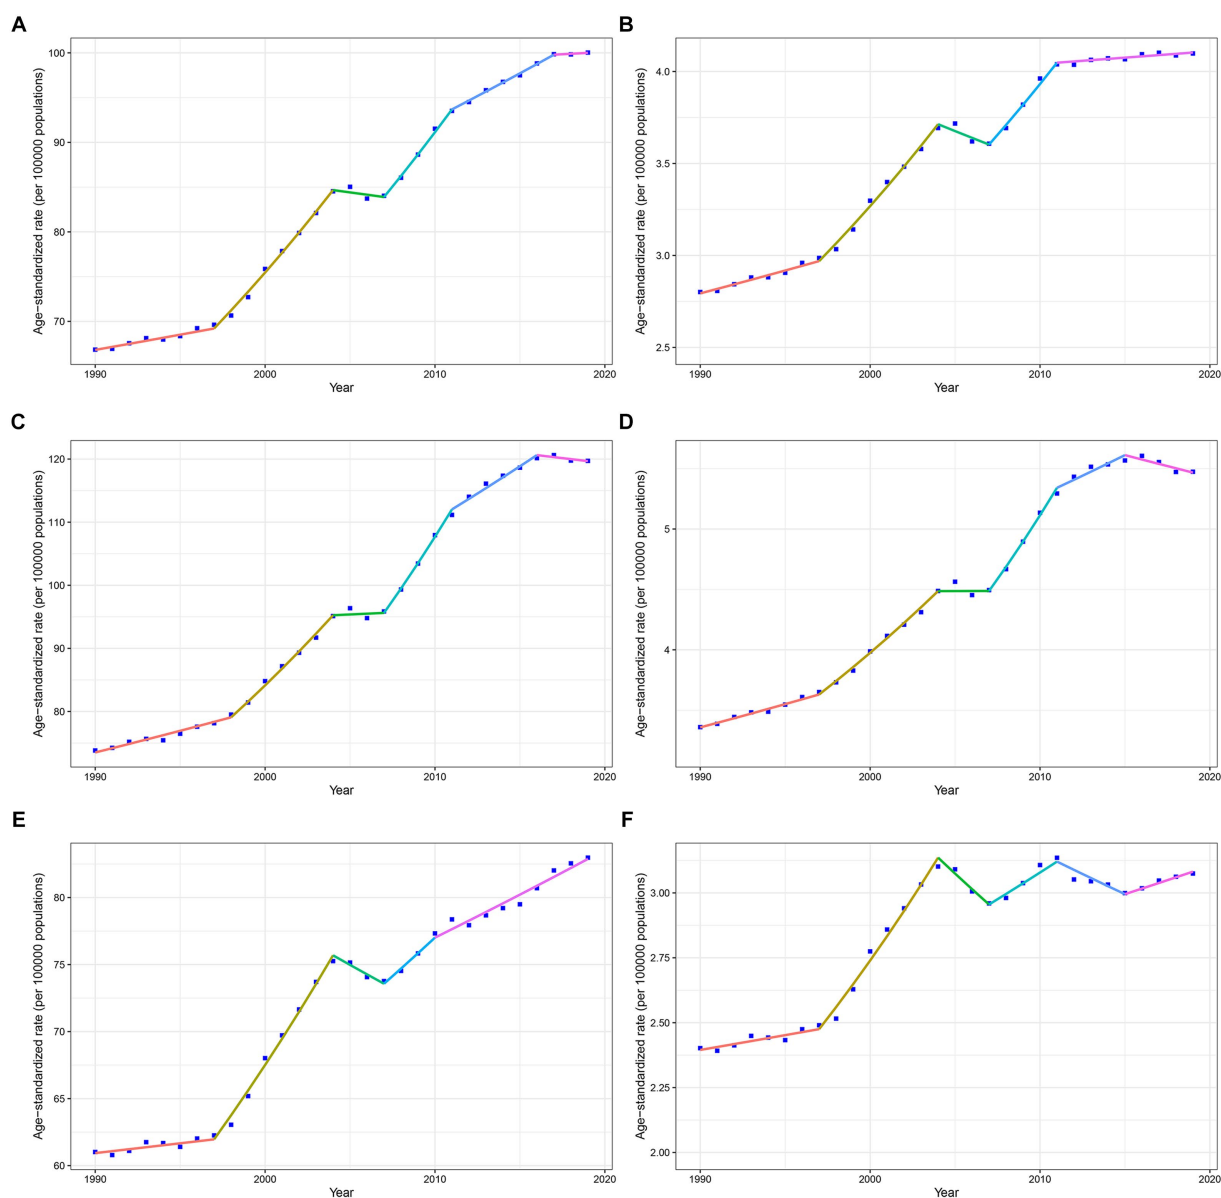 A
Age−standardized rate (per 100000 populations)
100
90
80
70
1990 2000 2010 2020
Year
B
Age−standardized rate (per 100000 populations)
4.0
3.5
3.0
2.5
1990 2000 2010 2020
Year
C
Age−standardized rate (per 100000 populations)
120
110
100
90
80
1990 2000 2010 2020
Year
D
Age−standardized rate (per 100000 populations)
5
4
1990 2000 2010 2020
Year
E
Age−standardized rate (per 100000 populations)
80
75
70
65
60
1990 2000 2010 2020
Year
F
Age−standardized rate (per 100000 populations)
3.00
2.75
2.50
2.25
2.00
1990 2000 2010 2020
Year